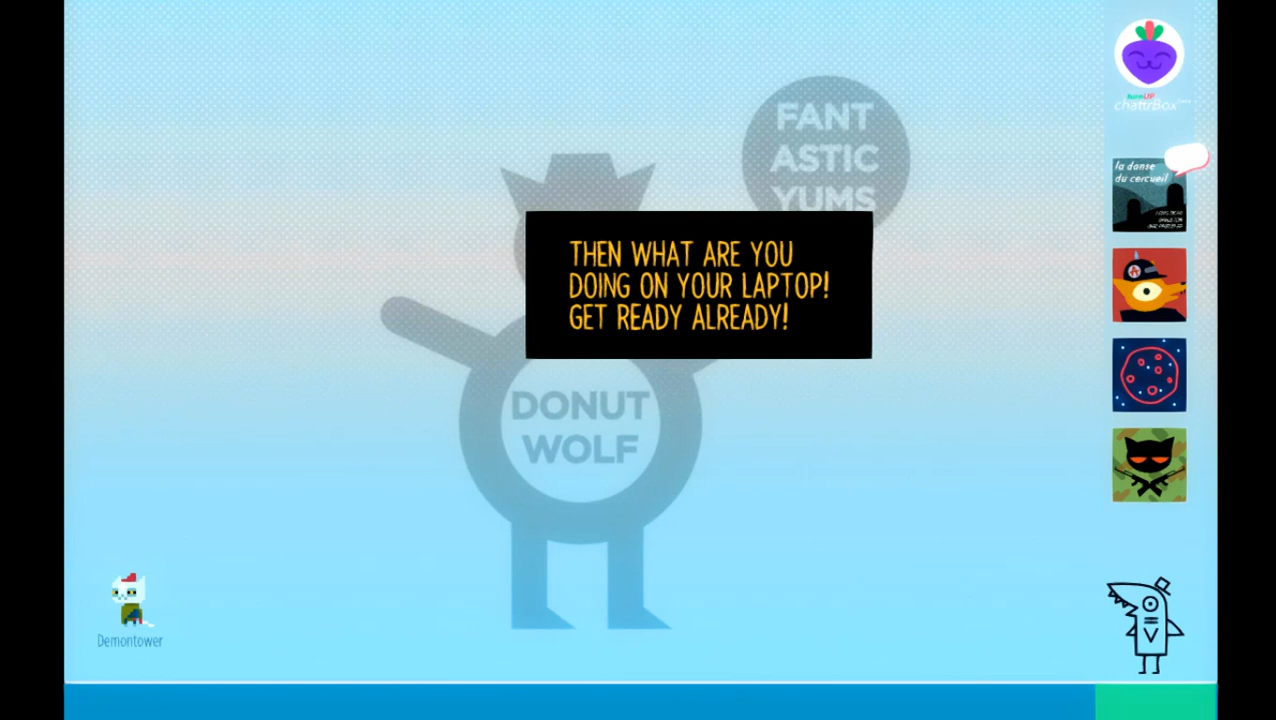 FANT
ASTIC
YUMS
chattrBox
la danse
du cercueil
THEN WHAT ARE YOU
DOING ON YOUR LAPTOP!
GET READY ALREADY!
DONUT
WOLF
Demontower